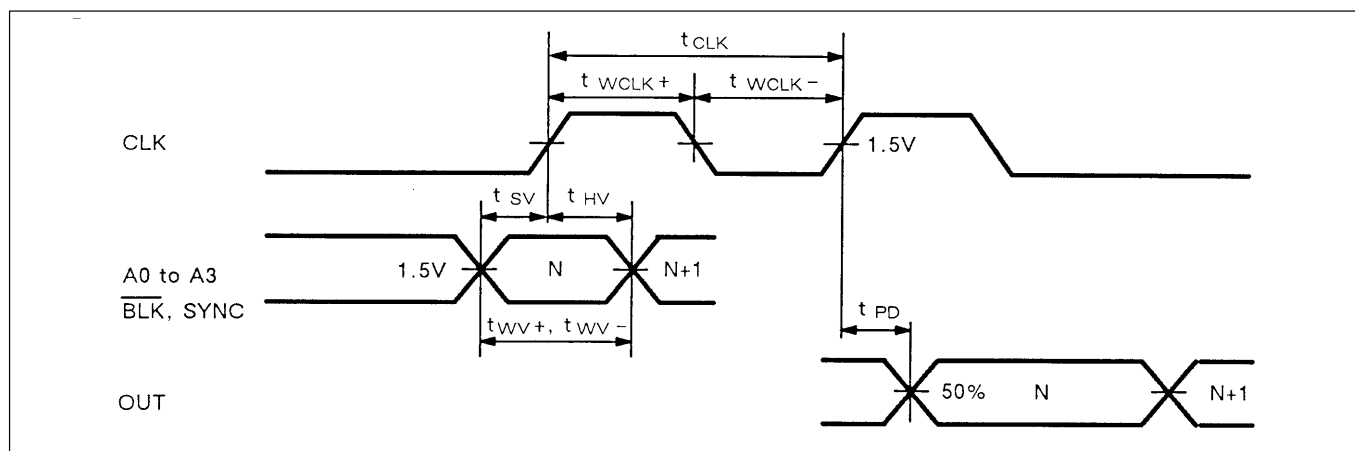 tCLK
t WCLK+ t WCLK-
CLK
1.5V
t SV t HV
A0 to A3
1.5V N N+1
BLK, SYNC
tWV+, tWV-
t PD
OUT
50% N N+1